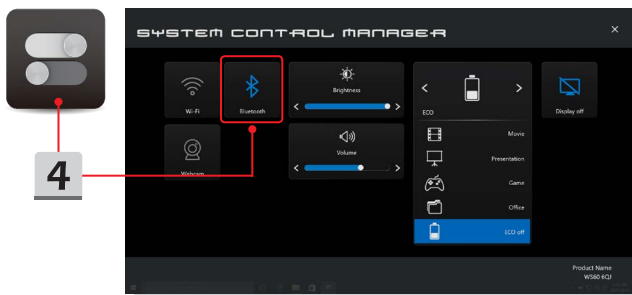 SYSTEM CONTROL MANAGER
Wi-Fi
Bluetooth
Brightness
ECO
Display off
Webcam
Volume
Movie
Presentation
Game
Office
ECO off
4
Product Name
WS60 6QJ